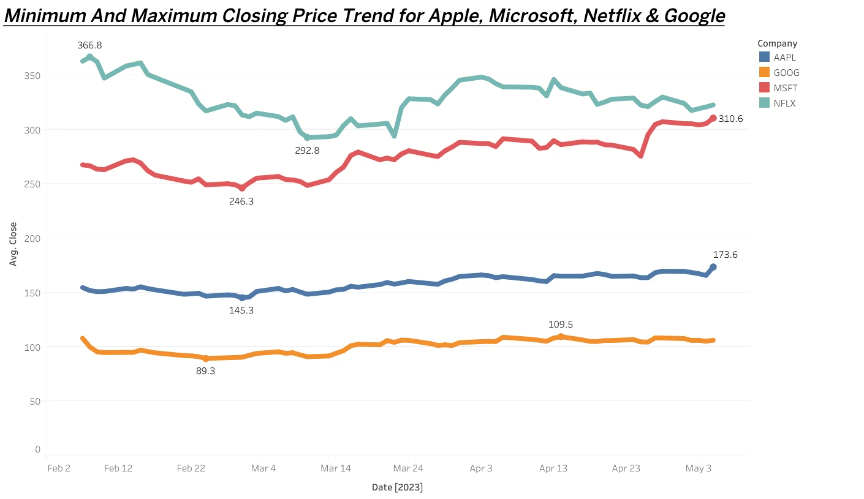 Minimum And Maximum Closing Price Trend for Apple, Microsoft, Netflix & Google
Company
AAPL
GOOG
MSFT
NFLX
Avg. Close
350
300
250
200
150
100
50
0
366.8
292.8
310.6
246.3
173.6
145.3
109.5
89.3
Feb 2 Feb 12 Feb 22 Mar 4 Mar 14 Mar 24 Apr 3 Apr 13 Apr 23 May 3
Date [2023]